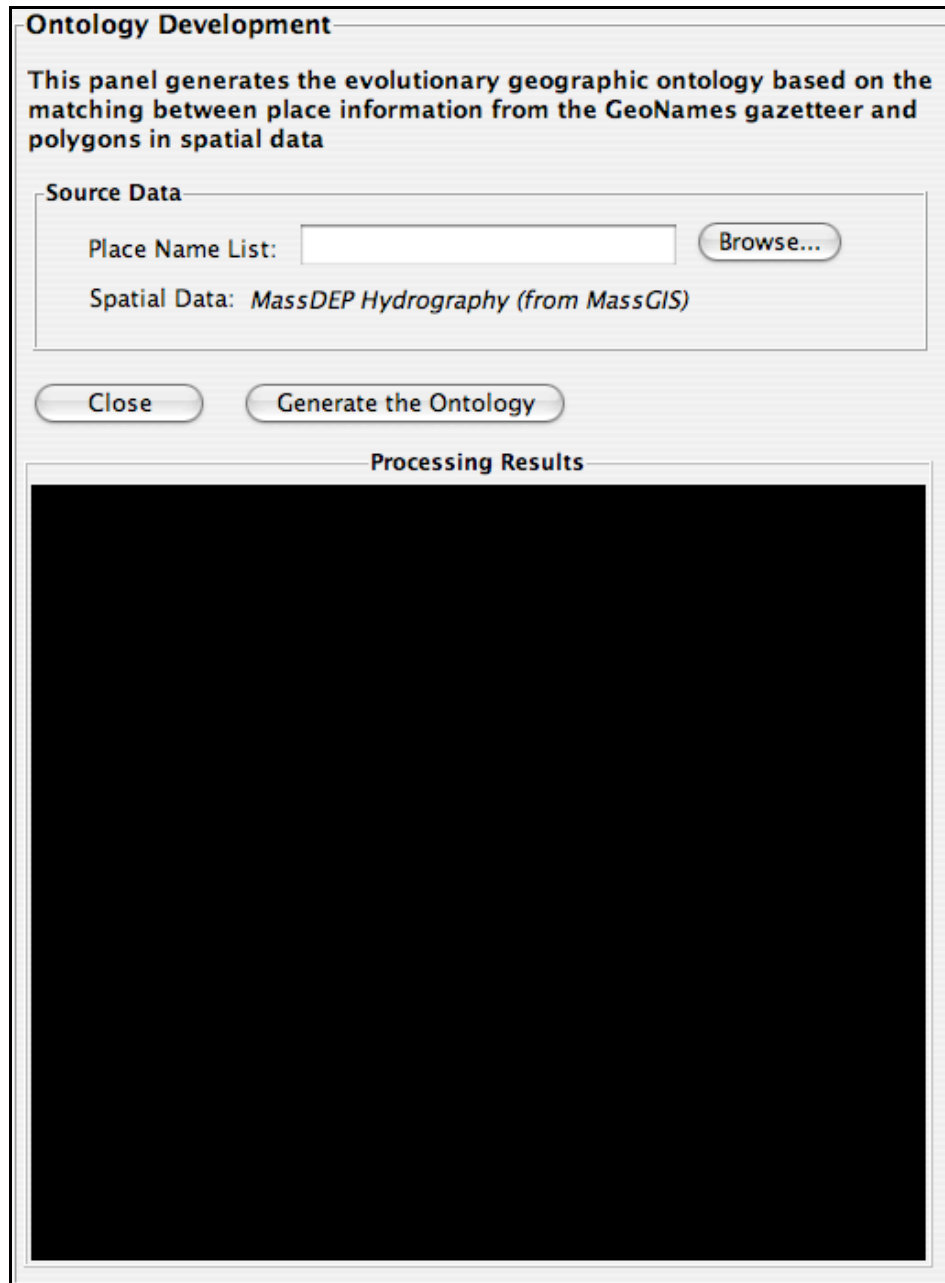 Ontology Development
This panel generates the evolutionary geographic ontology based on the
matching between place information from the GeoNames gazetteer and
polygons in spatial data
Source Data
Place Name List:
Browse...
Spatial Data: MassDEP Hydrography (from MassGIS)
Close
Generate the Ontology
Processing Results